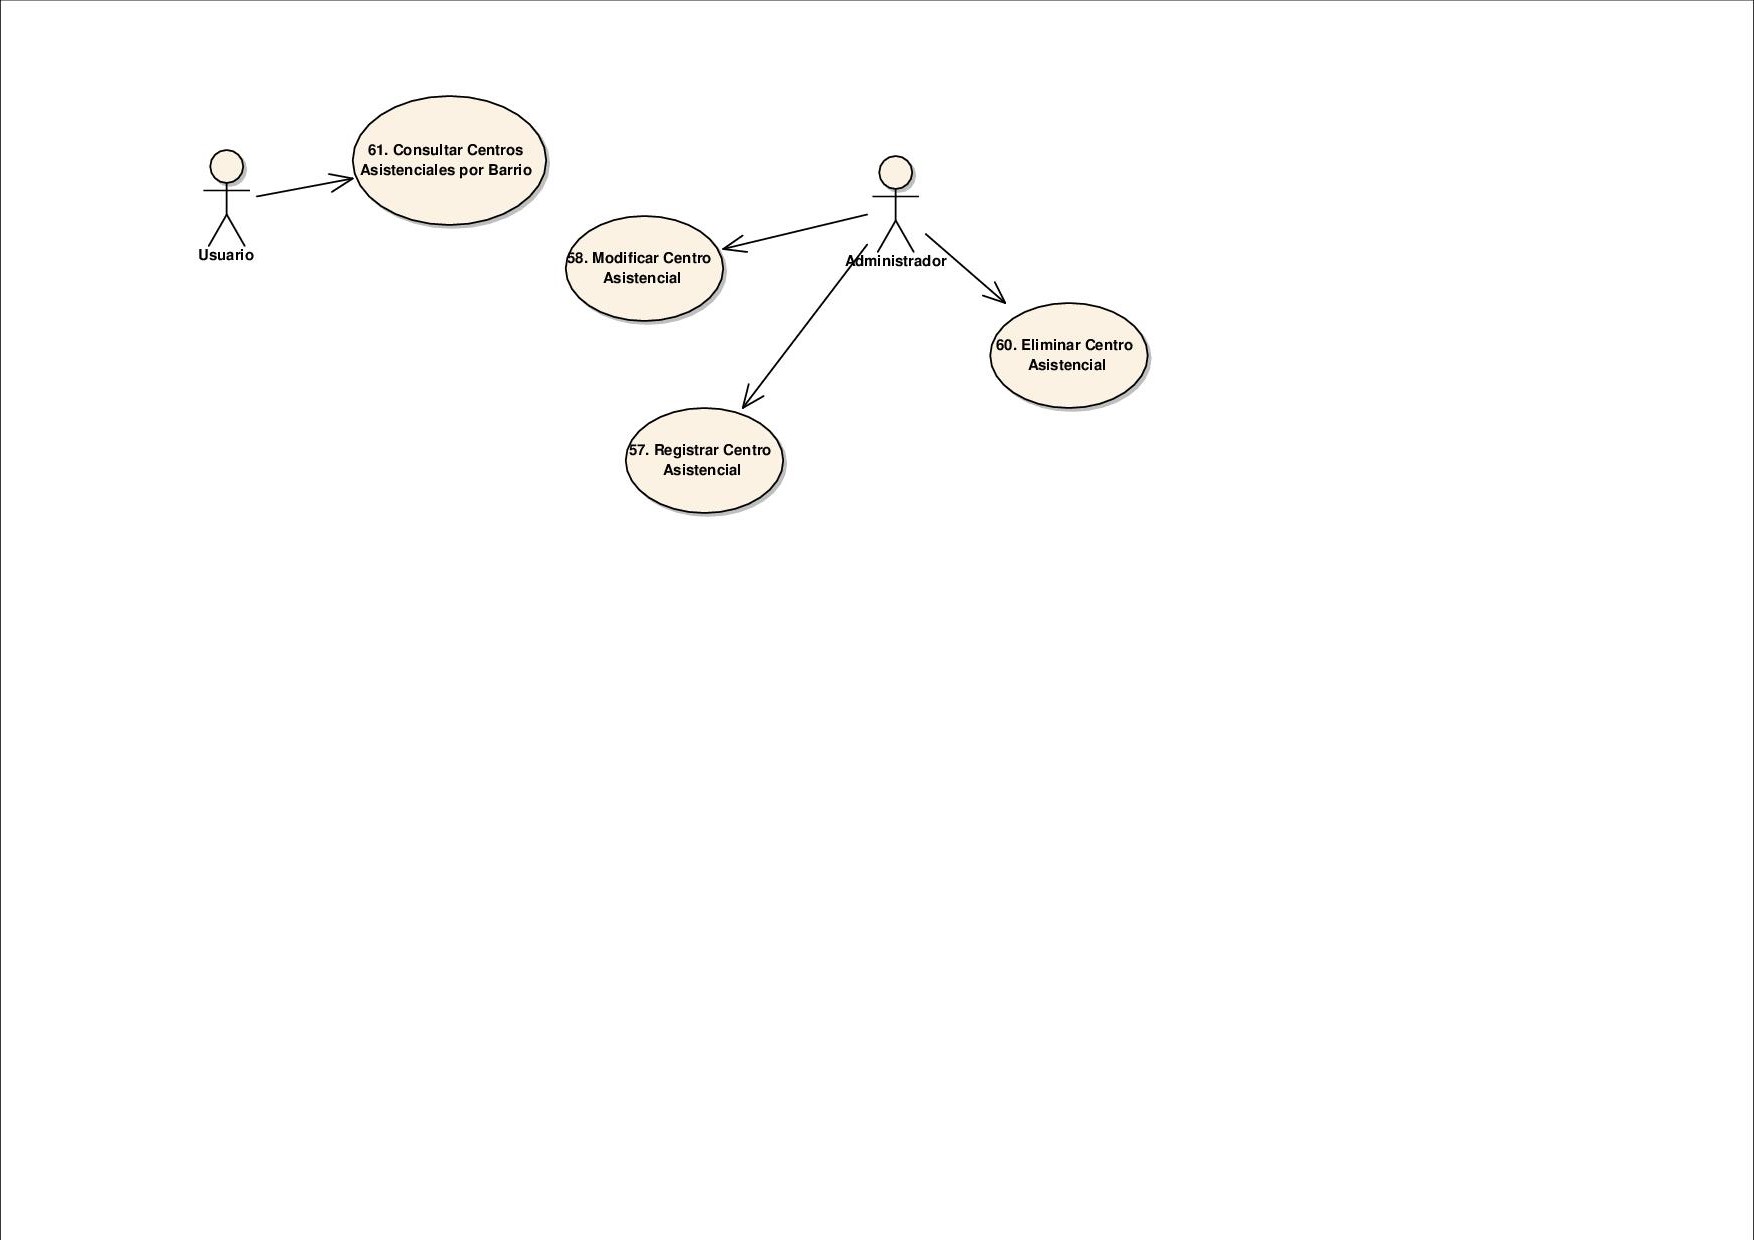 61. Consultar Centros
Asistenciales por Barrio
Usuario
58. Modificar Centro
Asistencial
Administrador
60. Eliminar Centro
Asistencial
57. Registrar Centro
Asistencial